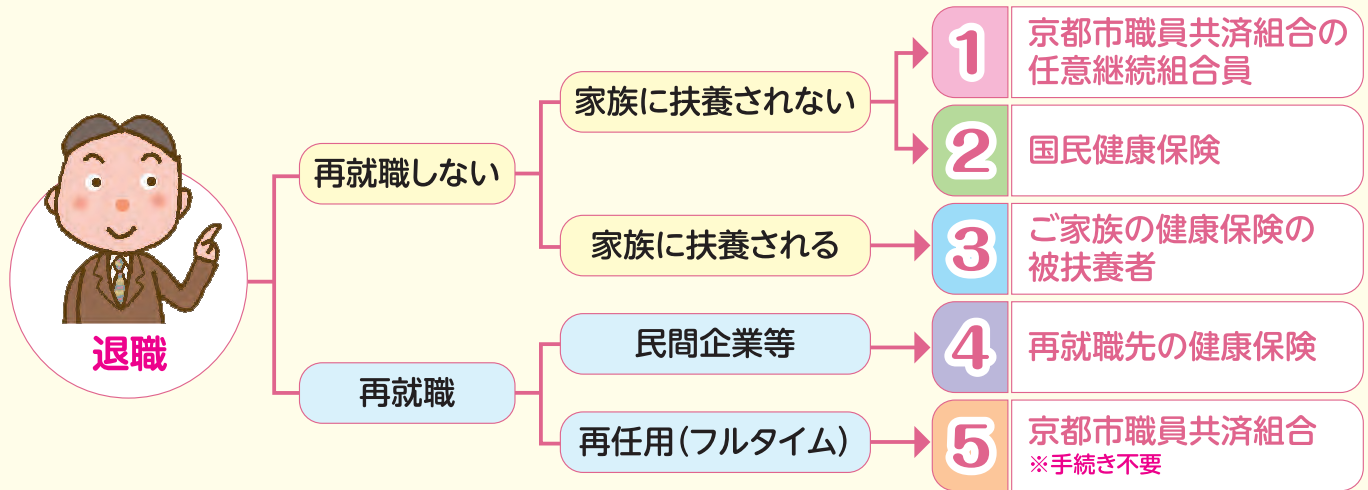 退職
再就職しない
家族に扶養されない
1
京都市職員共済組合の
任意継続組合員
2
国民健康保険
家族に扶養される
3
ご家族の健康保険の
被扶養者
再就職
民間企業等
4
再就職先の健康保険
再任用(フルタイム)
5
京都市職員共済組合
※手続き不要